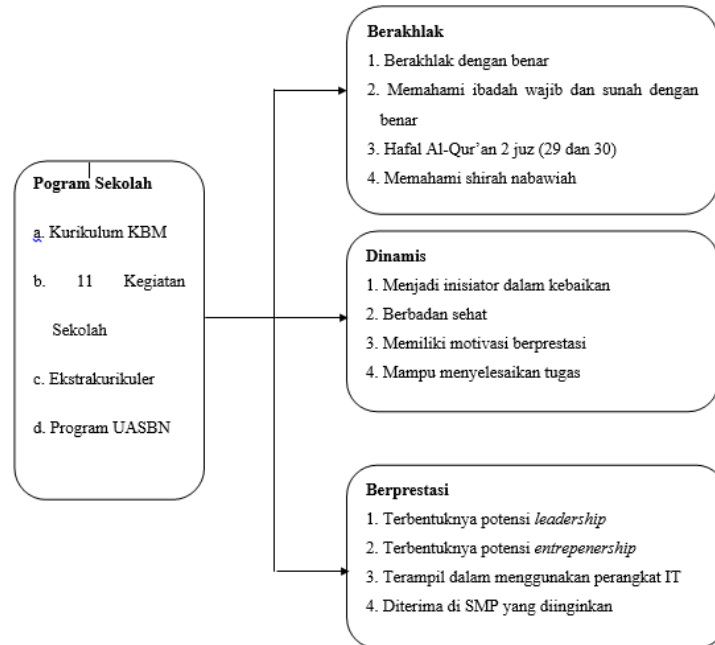 Pogram Sekolah
a. Kurikulum KBM
b. 11 Kegiatan
Sekolah
c. Ekstrakurikuler
d. Program UASBN
Berakhlak
1. Berakhlak dengan benar
2. Memahami ibadah wajib dan sunah dengan
benar
3. Hafal Al-Qur’an 2 juz (29 dan 30)
4. Memahami shirah nabawiah
Dinamis
1. Menjadi inisiator dalam kebaikan
2. Berbadan sehat
3. Memiliki motivasi berprestasi
4. Mampu menyelesaikan tugas
Berprestasi
1. Terbentuknya potensi leadership
2. Terbentuknya potensi entrepenership
3. Terampil dalam menggunakan perangkat IT
4. Diterima di SMP yang diinginkan